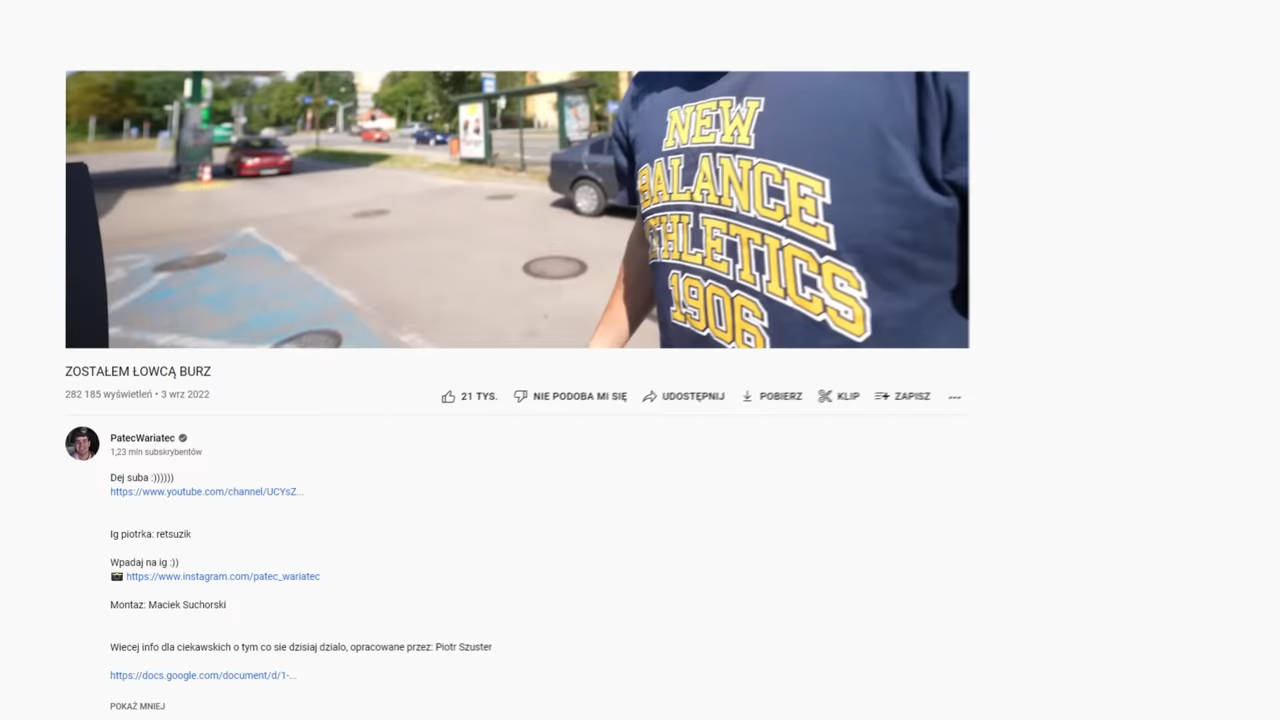 NEW
BALANCE
ATHLETICS
1906
ZOSTAŁEM ŁOWCĄ BURZ
282 185 wyświetleń • 3 wrz 2022
21 TYS. NIE PODOBA MI SIĘ UDOSTĘPNIJ POBIERZ KLIP ZAPISZ ...
PatecWariatec
1,23 mln subskrybentów
Dej suba :))))))
https://www.youtube.com/channel/UCYsZ...
Ig piotrka: retsuzik
Wpadaj na ig :))
📸 https://www.instagram.com/patec_wariatec
Montaz: Maciek Suchorski
Wiecej info dla ciekawskich o tym co sie dzisiaj dzialo, opracowane przez: Piotr Szuster
https://docs.google.com/document/d/1-...
POKAŻ MNIEJ